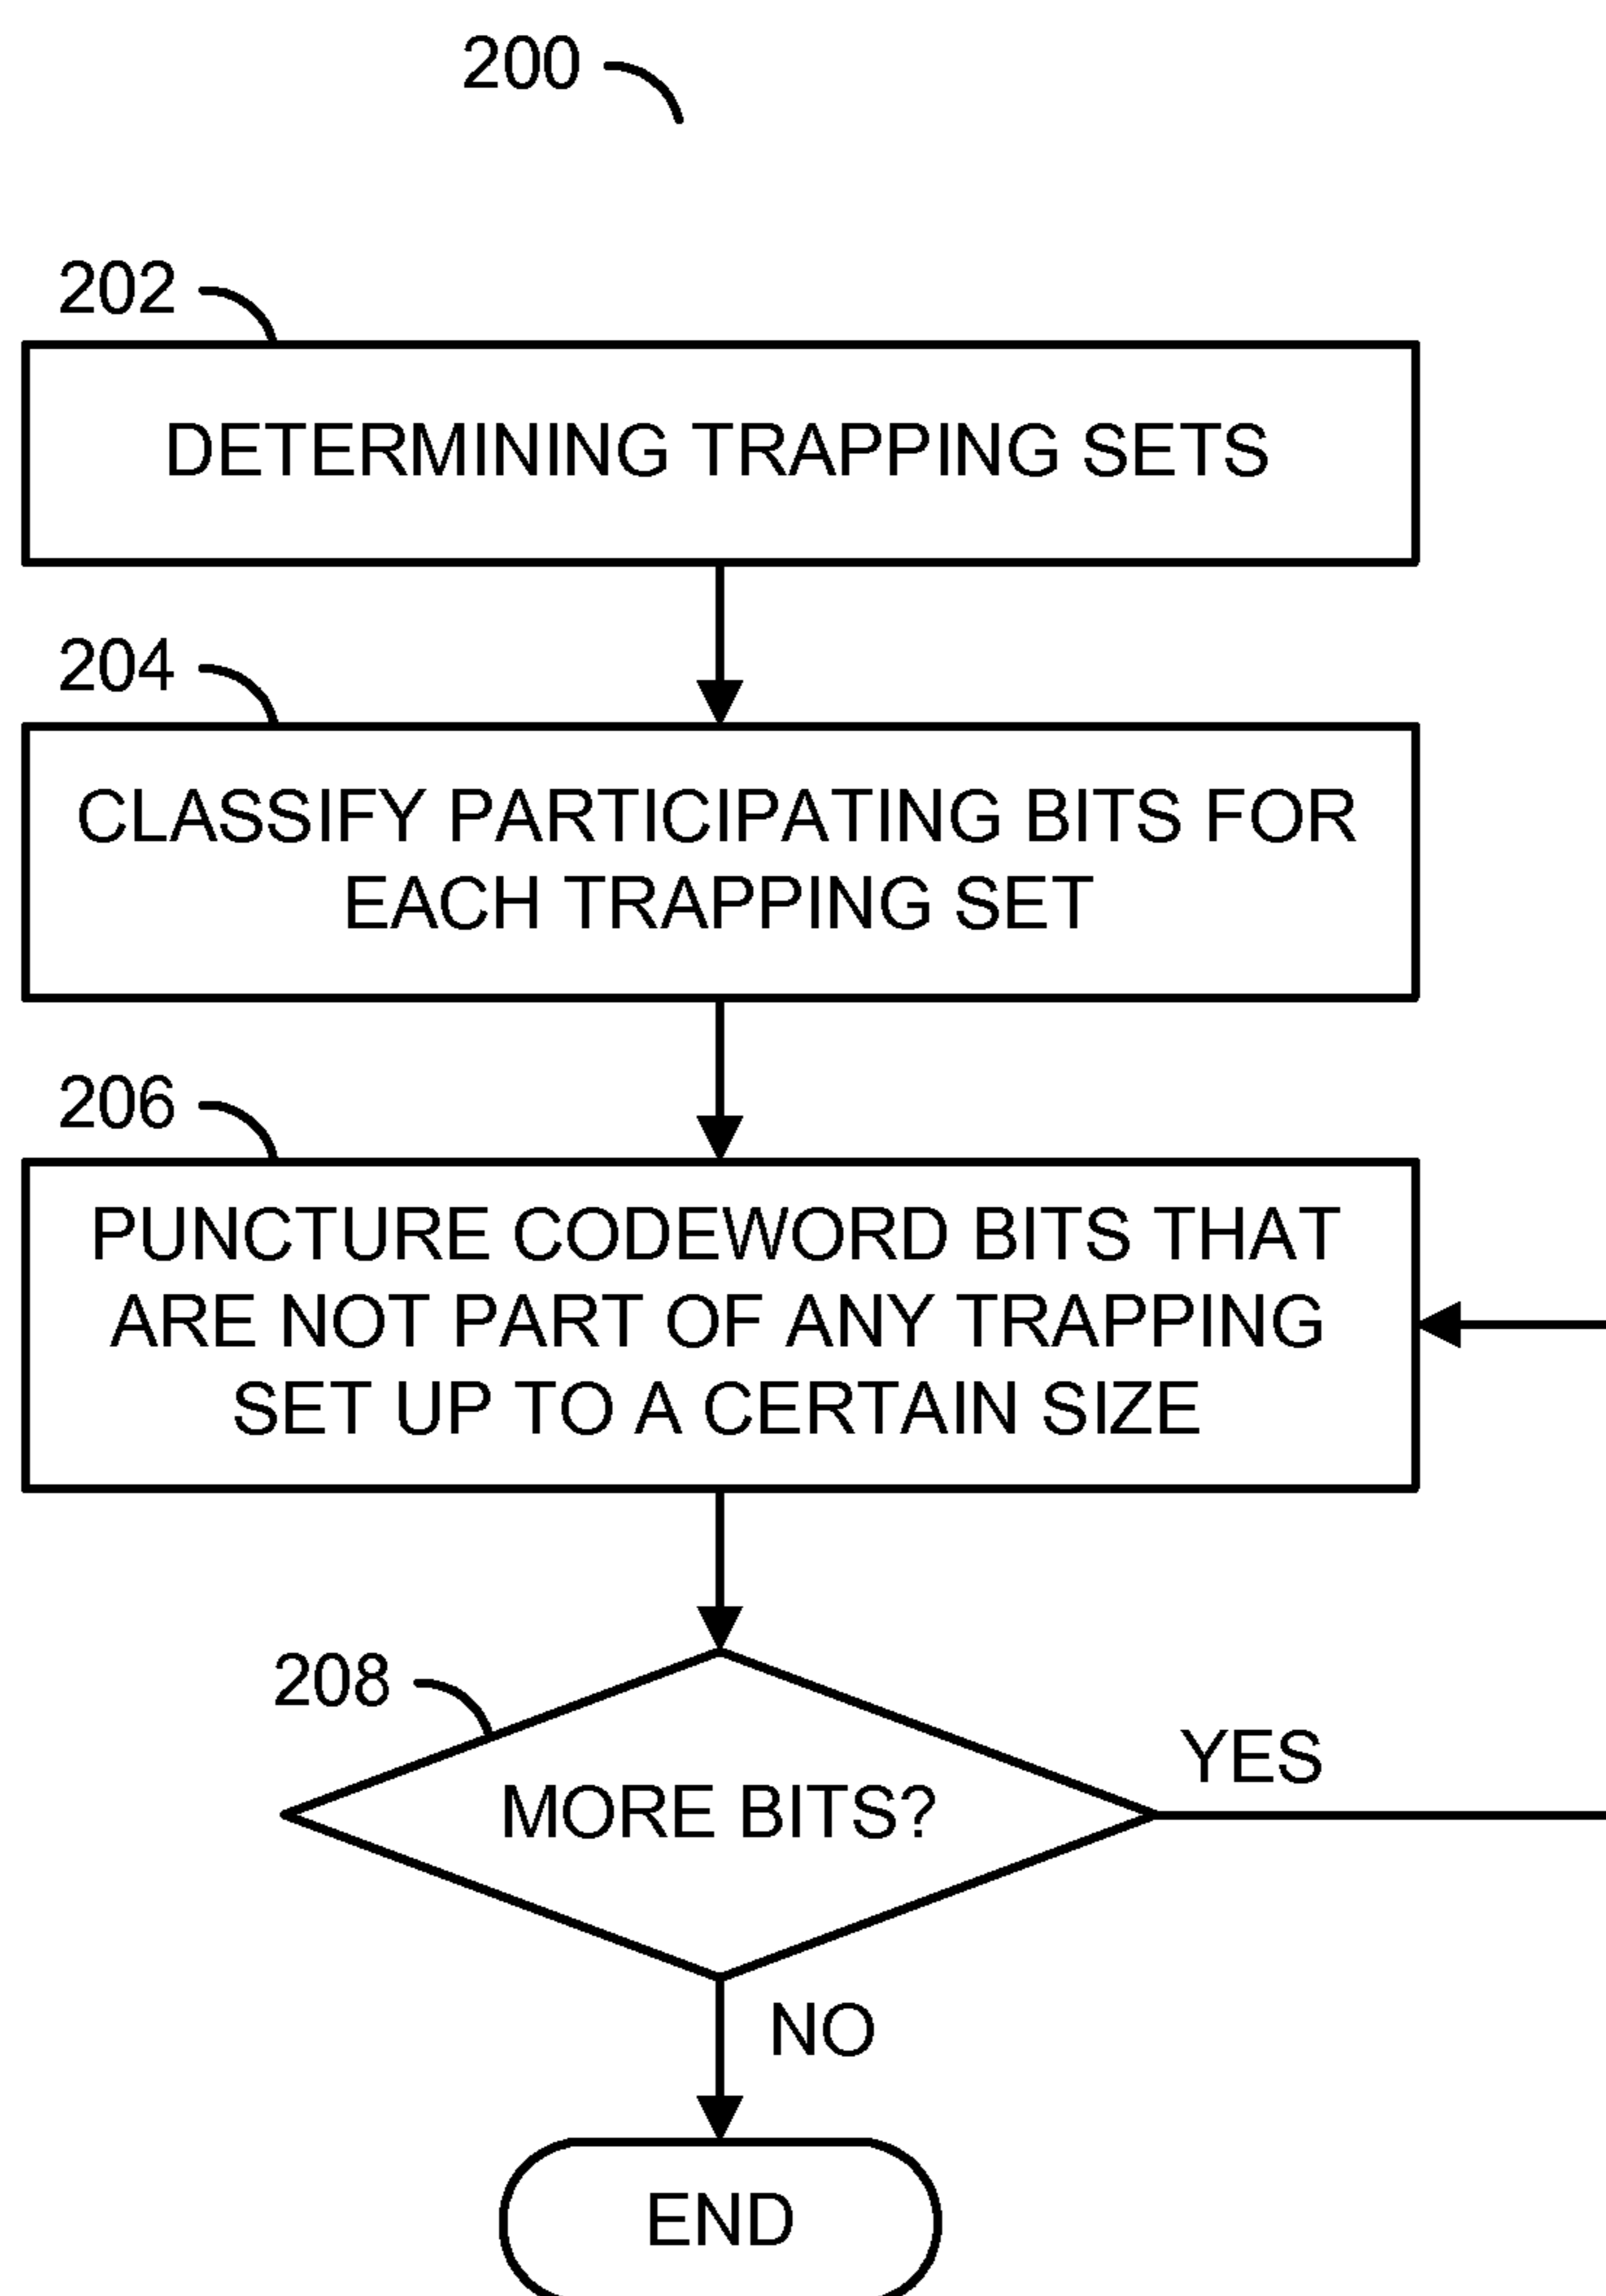 200
202
DETERMINING TRAPPING SETS
204
CLASSIFY PARTICIPATING BITS FOR
EACH TRAPPING SET
206
PUNCTURE CODEWORD BITS THAT
ARE NOT PART OF ANY TRAPPING
SET UP TO A CERTAIN SIZE
208
MORE BITS?
YES
NO
END